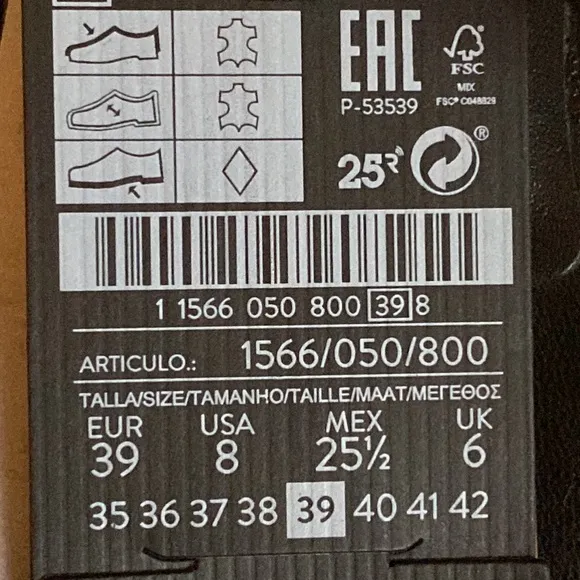 EAC
P-53539
FSC
MIX
FSC® C048829
25R
®
1 1566 050 800 39 8
ARTICULO.: 1566/050/800
TALLA/SIZE/TAMANHO/TAILLE/MAAT/ΜΕΓΕΘΟΣ
EUR USA MEX UK
39 8 25½ 6
35 36 37 38 39 40 41 42